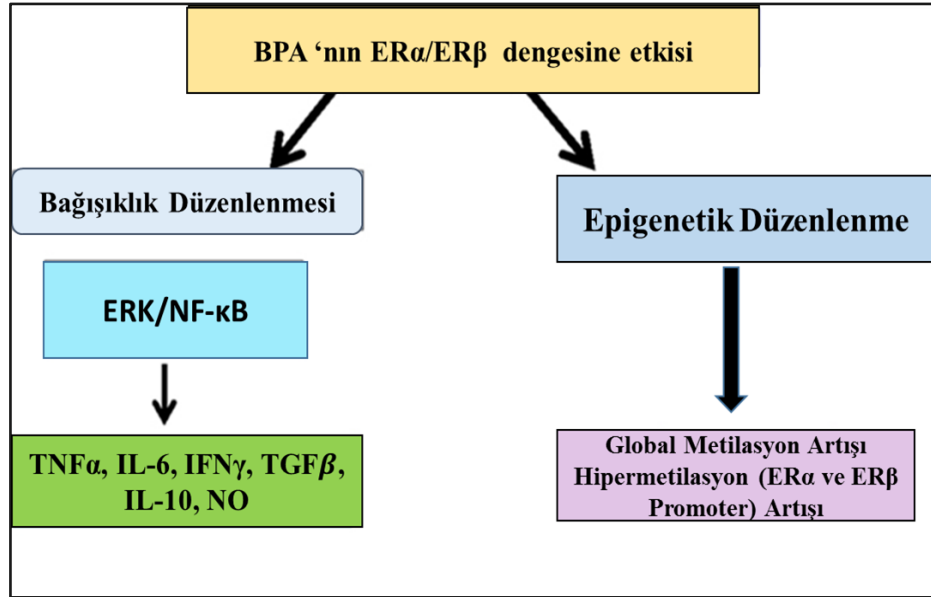 BPA ‘nın ERα/ERβ dengesine etkisi
Bağışıklık Düzenlenmesi
ERK/NF-κB
TNFα, IL-6, IFNγ, TGFβ,
IL-10, NO
Epigenetik Düzenlenme
Global Metilasyon Artışı
Hipermetilasyon (ERα ve ERβ
Promoter) Artışı